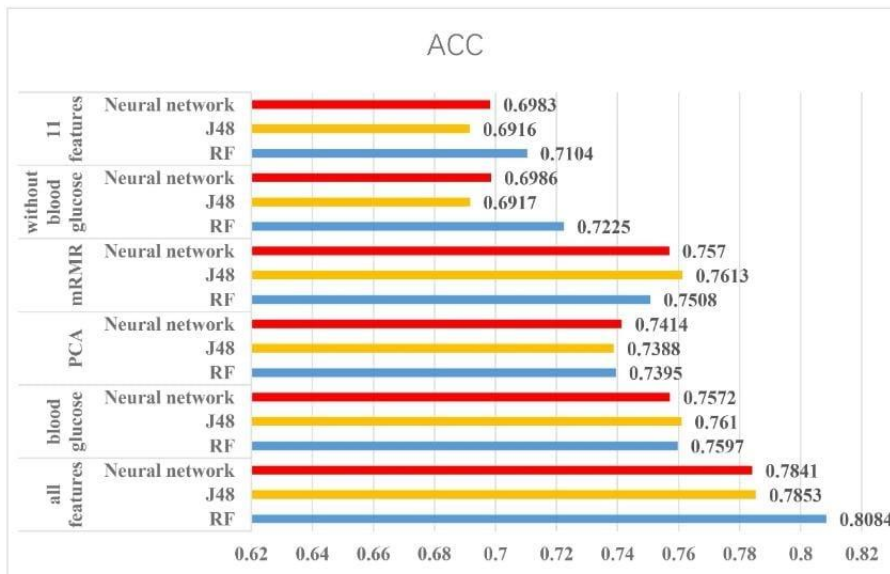 ACC
11 features
Neural network 0.6983
J48 0.6916
RF 0.7104
without blood glucose
Neural network 0.6986
J48 0.6917
RF 0.7225
mRMR
Neural network 0.757
J48 0.7613
RF 0.7508
PCA
Neural network 0.7414
J48 0.7388
RF 0.7395
blood glucose
Neural network 0.7572
J48 0.761
RF 0.7597
all features
Neural network 0.7841
J48 0.7853
RF 0.8084
0.62 0.64 0.66 0.68 0.7 0.72 0.74 0.76 0.78 0.8 0.82